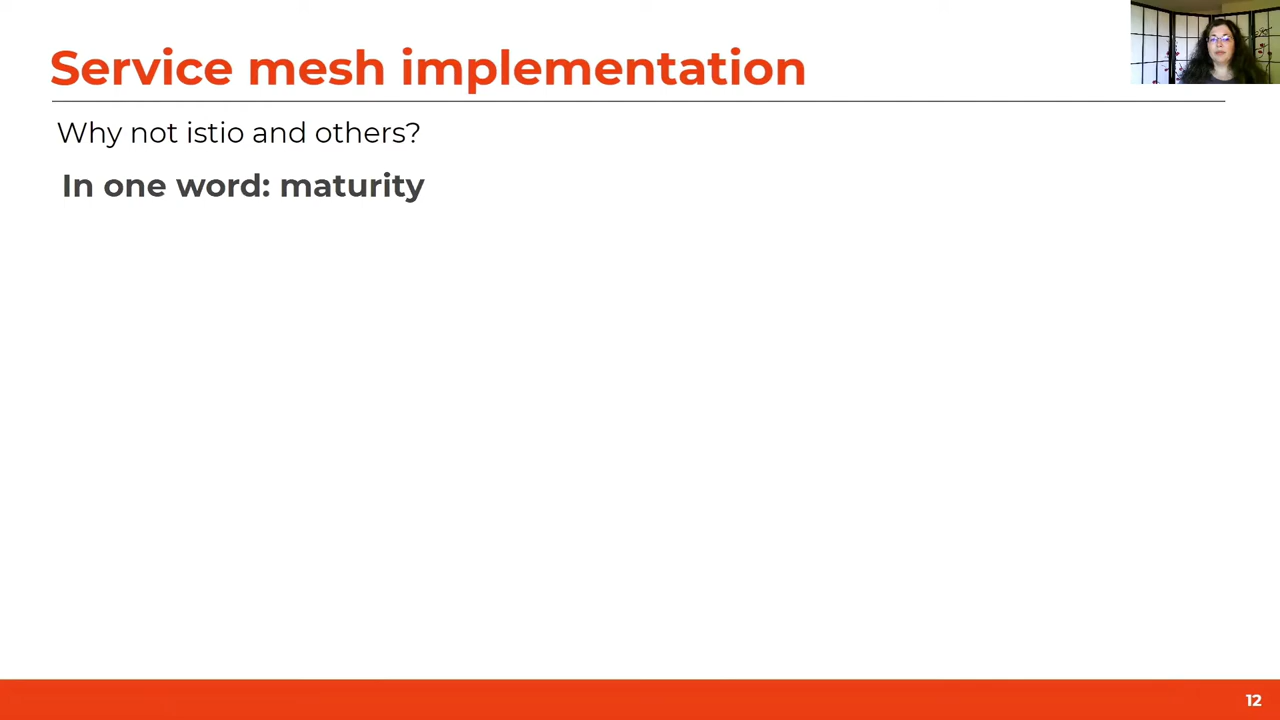 Service mesh implementation
Why not istio and others?
In one word: maturity
12